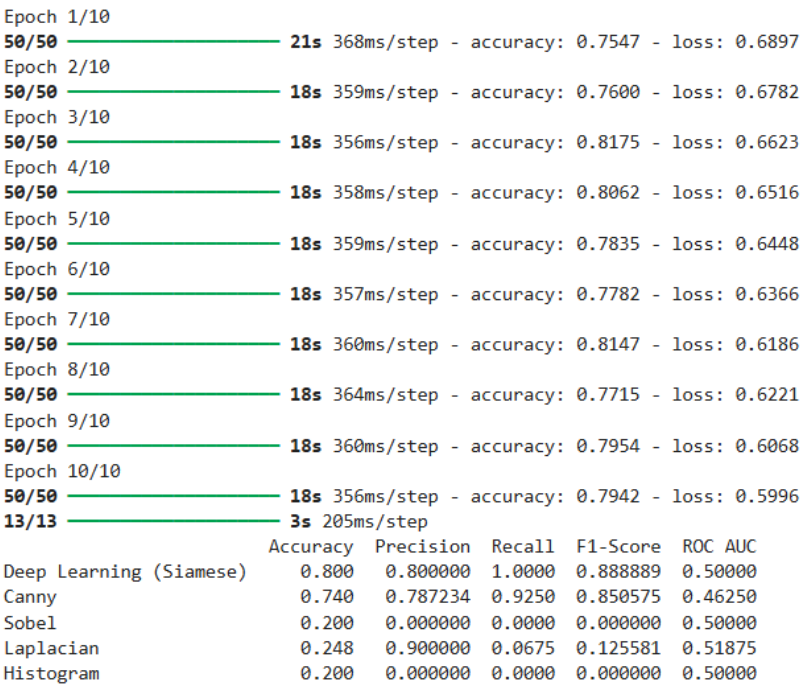 Epoch 1/10
50/50 ━━━━━━━━━━━━━━━━━━━━ 21s 368ms/step - accuracy: 0.7547 - loss: 0.6897
Epoch 2/10
50/50 ━━━━━━━━━━━━━━━━━━━━ 18s 359ms/step - accuracy: 0.7600 - loss: 0.6782
Epoch 3/10
50/50 ━━━━━━━━━━━━━━━━━━━━ 18s 356ms/step - accuracy: 0.8175 - loss: 0.6623
Epoch 4/10
50/50 ━━━━━━━━━━━━━━━━━━━━ 18s 358ms/step - accuracy: 0.8062 - loss: 0.6516
Epoch 5/10
50/50 ━━━━━━━━━━━━━━━━━━━━ 18s 359ms/step - accuracy: 0.7835 - loss: 0.6448
Epoch 6/10
50/50 ━━━━━━━━━━━━━━━━━━━━ 18s 357ms/step - accuracy: 0.7782 - loss: 0.6366
Epoch 7/10
50/50 ━━━━━━━━━━━━━━━━━━━━ 18s 360ms/step - accuracy: 0.8147 - loss: 0.6186
Epoch 8/10
50/50 ━━━━━━━━━━━━━━━━━━━━ 18s 364ms/step - accuracy: 0.7715 - loss: 0.6221
Epoch 9/10
50/50 ━━━━━━━━━━━━━━━━━━━━ 18s 360ms/step - accuracy: 0.7954 - loss: 0.6068
Epoch 10/10
50/50 ━━━━━━━━━━━━━━━━━━━━ 18s 356ms/step - accuracy: 0.7942 - loss: 0.5996
13/13 ━━━━━━━━━━━━━━━━━━━━ 3s 205ms/step
Accuracy Precision Recall F1-Score ROC AUC
Deep Learning (Siamese) 0.800 0.800000 1.0000 0.888889 0.50000
Canny 0.740 0.787234 0.9250 0.850575 0.46250
Sobel 0.200 0.000000 0.0000 0.000000 0.50000
Laplacian 0.248 0.900000 0.0675 0.125581 0.51875
Histogram 0.200 0.000000 0.0000 0.000000 0.50000